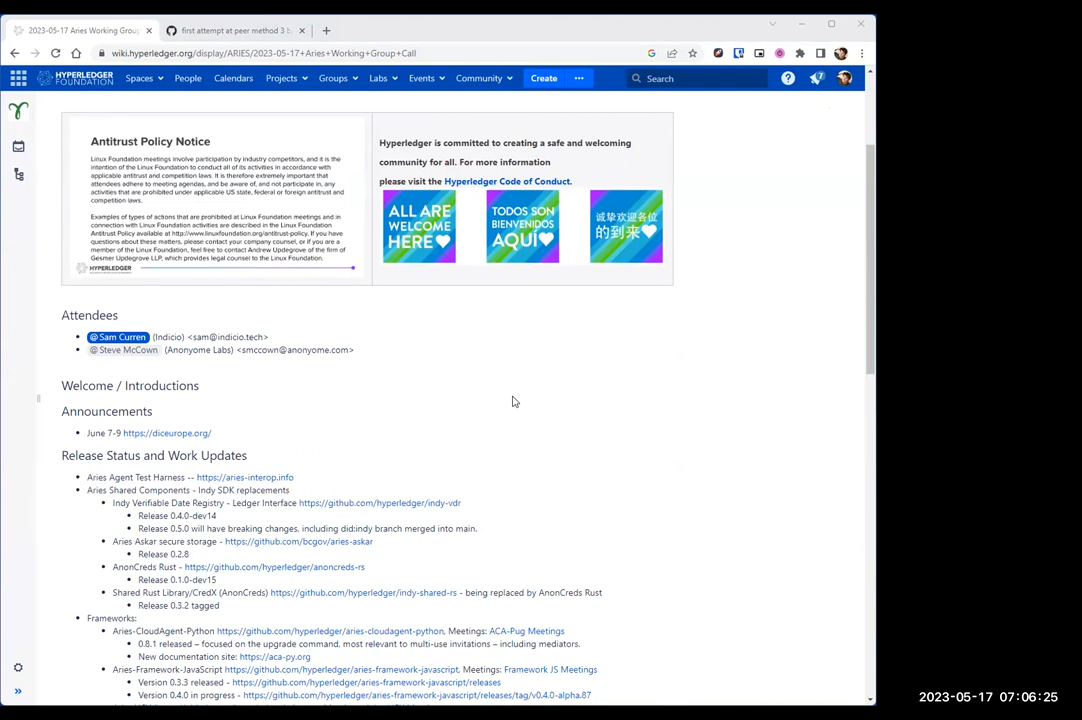 2023-05-17 Aries Working Grou
first attempt at peer method 3 b
wiki.hyperledger.org/display/ARIES/2023-05-17+Aries+Working+Group+Call
HYPERLEDGER
FOUNDATION
Spaces
People
Calendars
Projects
Groups
Labs
Events
Community
Create
Search
7
Antitrust Policy Notice
Linux Foundation meetings involve participation by industry competitors, and it is the
intention of the Linux Foundation to conduct all of its activities in accordance with
applicable antitrust and competition laws. It is therefore extremely important that
attendees adhere to meeting agendas, and be aware of, and not participate in, any
activities that are prohibited under applicable US state, federal or foreign antitrust and
competition laws.
Examples of types of actions that are prohibited at Linux Foundation meetings and in
connection with Linux Foundation activities are described in the Linux Foundation
Antitrust Policy available at http://www.linuxfoundation.org/antitrust-policy. If you have
questions about these matters, please contact your company counsel, or if you are a
member of the Linux Foundation, feel free to contact Andrew Updegrove of the firm of
Gesmer Updegrove LLP, which provides legal counsel to the Linux Foundation.
HYPERLEDGER
Hyperledger is committed to creating a safe and welcoming
community for all. For more information
please visit the Hyperledger Code of Conduct.
ALL ARE
WELCOME
HERE
TODOS SON
BIENVENIDOS
AQUÍ
诚挚欢迎各位
的到来
Attendees
@Sam Curren (Indicio) <sam@indicio.tech>
@Steve McCown (Anonyome Labs) <smccown@anonyome.com>
Welcome / Introductions
Announcements
June 7-9 https://diceurope.org/
Release Status and Work Updates
Aries Agent Test Harness -- https://aries-interop.info
Aries Shared Components - Indy SDK replacements
Indy Verifiable Date Registry - Ledger Interface https://github.com/hyperledger/indy-vdr
Release 0.4.0-dev14
Release 0.5.0 will have breaking changes, including did:indy branch merged into main.
Aries Askar secure storage - https://github.com/bcgov/aries-askar
Release 0.2.8
AnonCreds Rust - https://github.com/hyperledger/anoncreds-rs
Release 0.1.0-dev15
Shared Rust Library/CredX (AnonCreds) https://github.com/hyperledger/indy-shared-rs - being replaced by AnonCreds Rust
Release 0.3.2 tagged
Frameworks:
Aries-CloudAgent-Python https://github.com/hyperledger/aries-cloudagent-python, Meetings: ACA-Pug Meetings
0.8.1 released – focused on the upgrade command, most relevant to multi-use invitations – including mediators.
New documentation site: https://aca-py.org
Aries-Framework-JavaScript https://github.com/hyperledger/aries-framework-javascript, Meetings: Framework JS Meetings
Version 0.3.3 released - https://github.com/hyperledger/aries-framework-javascript/releases
Version 0.4.0 in progress - https://github.com/hyperledger/aries-framework-javascript/releases/tag/v0.4.0-alpha.87
2023-05-17 07:06:25